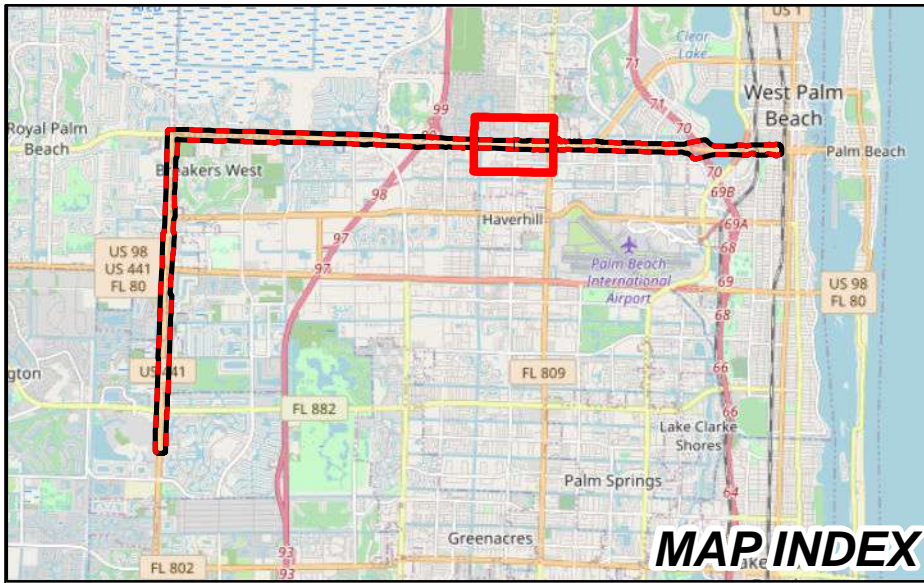 Area
US 1
Clear
Lake
71
99
71
West Palm
Beach
Royal Palm
Beach
70
Palm Beach
Breakers West
70
98
69B
Haverhill
69A
97
68
US 98
US 441
FL 80
97
Palm Beach
International
Airport
69
US 98
FL 80
68
gton
US 441
FL 809
66
FL 882
66
Lake Clarke
Shores
Palm Springs
64
Greenacres
93
93
FL 802
Lake
MAP INDEX